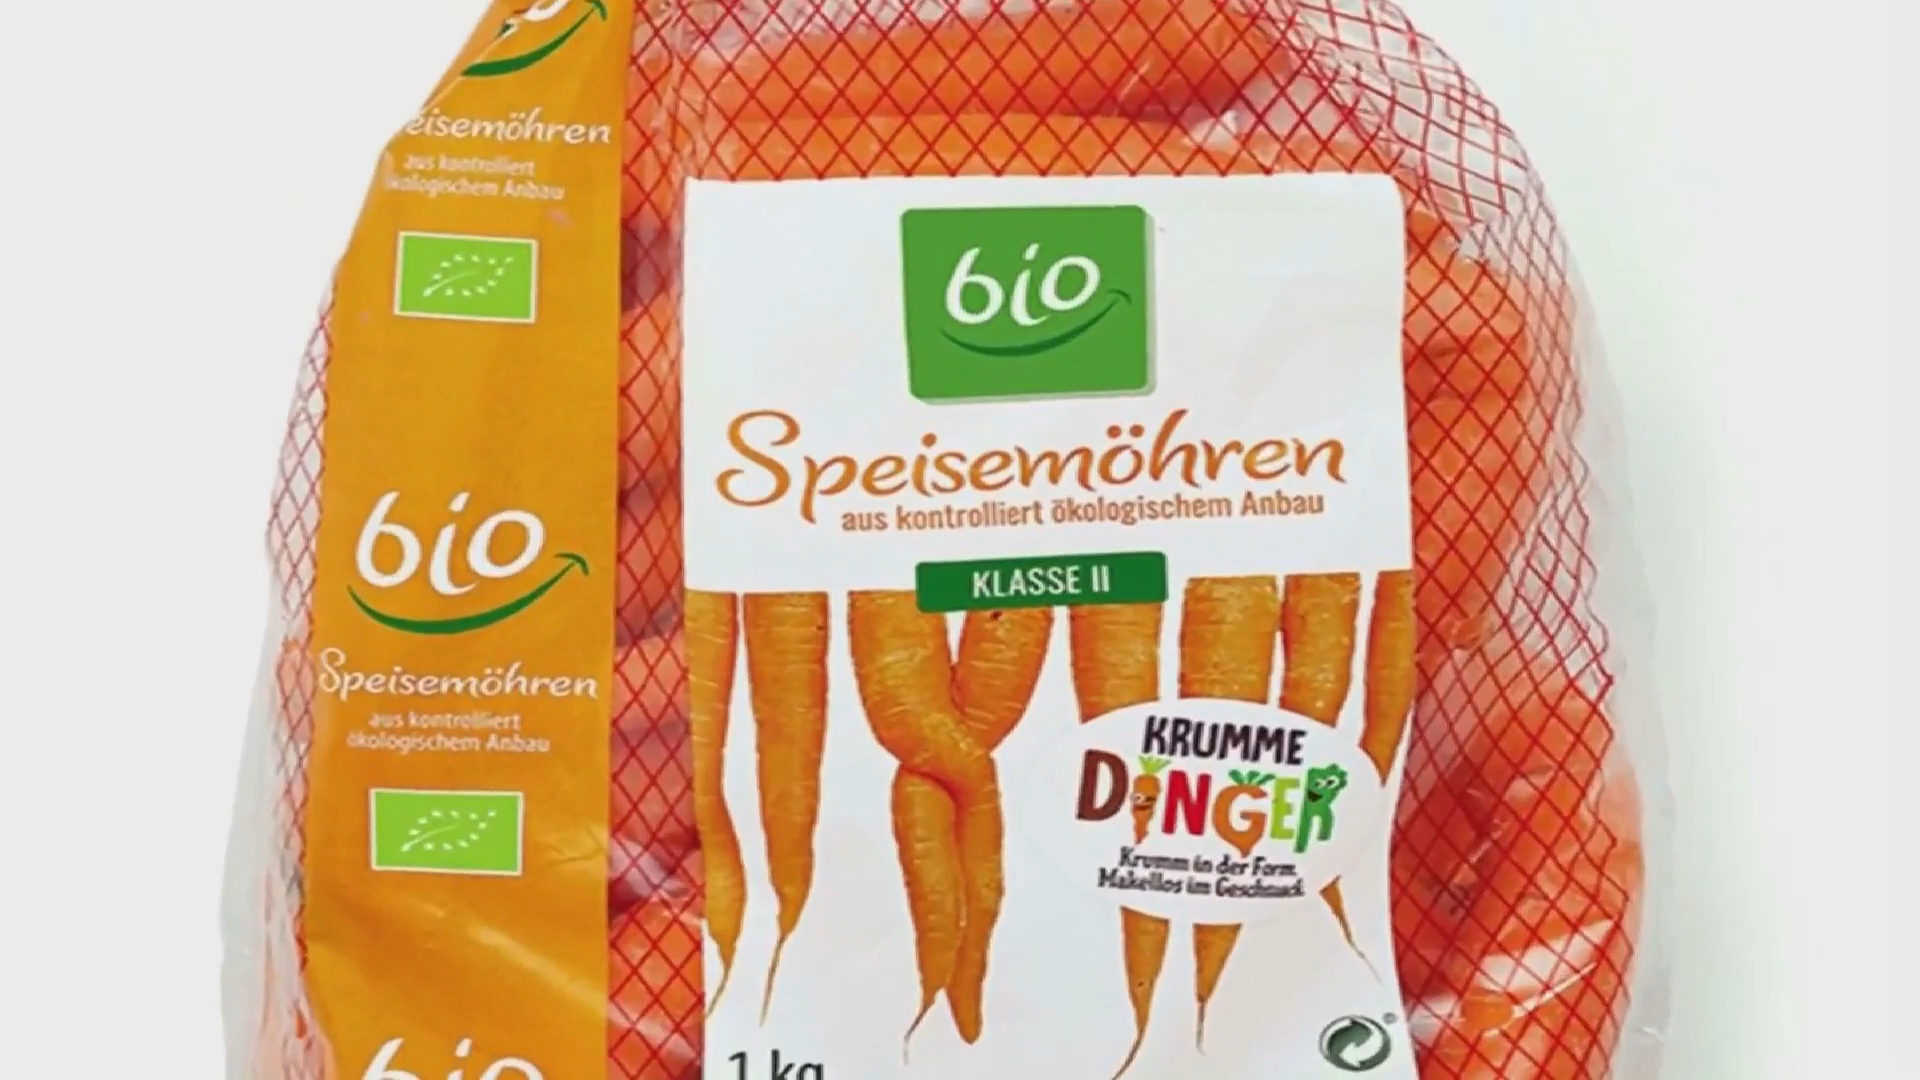 eisemöhren
aus kontrolliert
ökologischem Anbau
bio
Speisemöhren
aus kontrolliert
ökologischem Anbau
bio
bio
Speisemöhren
aus kontrolliert ökologischem Anbau
KLASSE II
KRUMME
DINGER
Krumm in der Form
Makellos im Geschmack
1 kg